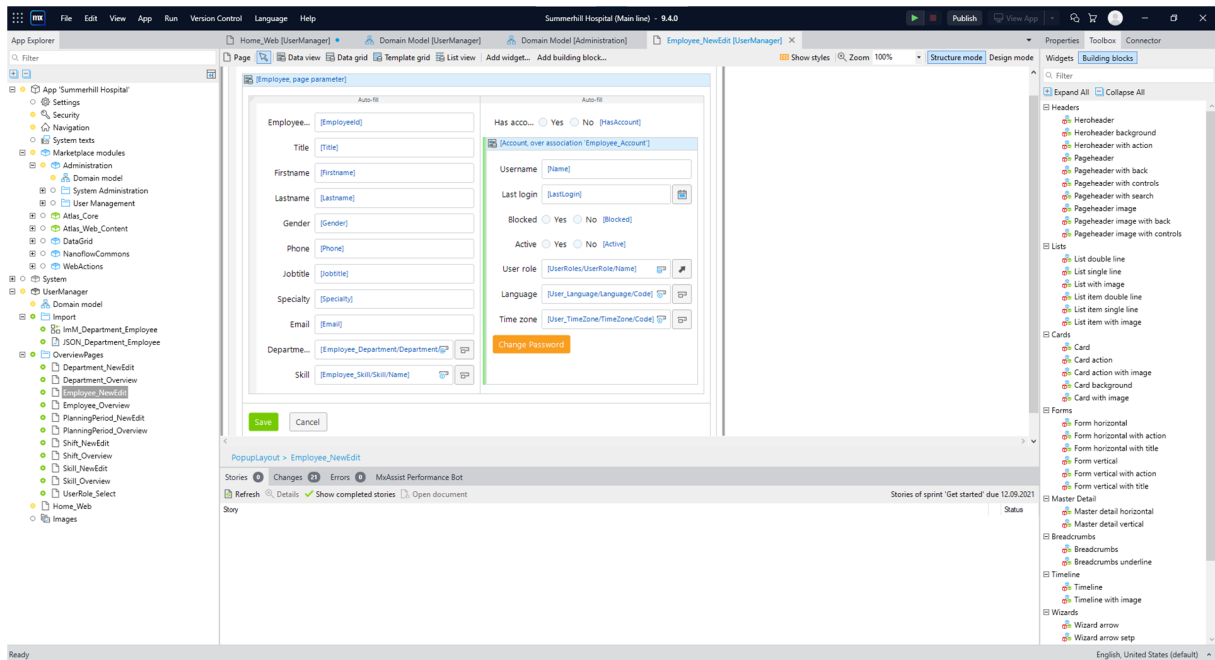 mx File Edit View App Run Version Control Language Help Summerhill Hospital (Main line) - 9.4.0 Publish View App
App Explorer
Home_Web [UserManager] Domain Model [UserManager] Domain Model [Administration] Employee_NewEdit [UserManager]
Properties Toolbox Connector
Filter
Page Data view Data grid Template grid List view Add widget... Add building block... Show styles Zoom 100% Structure mode Design mode
Widgets Building blocks
App 'Summerhill Hospital'
Settings
Security
Navigation
System texts
Marketplace modules
Administration
Domain model
System Administration
User Management
Atlas_Core
Atlas_Web_Content
DataGrid
NanoflowCommons
WebActions
System
UserManager
Domain model
Import
ImM_Department_Employee
JSON_Department_Employee
OverviewPages
Department_NewEdit
Department_Overview
Employee_NewEdit
Employee_Overview
PlanningPeriod_NewEdit
PlanningPeriod_Overview
Shift_NewEdit
Shift_Overview
Skill_NewEdit
Skill_Overview
UserRole_Select
Home_Web
Images
[Employee, page parameter]
Auto-fill
Employee... [EmployeeId]
Title [Title]
Firstname [Firstname]
Lastname [Lastname]
Gender [Gender]
Phone [Phone]
Jobtitle [Jobtitle]
Specialty [Specialty]
Email [Email]
Departme... [Employee_Department/Department/
Skill [Employee_Skill/Skill/Name]
Auto-fill
Has acco... Yes No [HasAccount]
[Account, over association 'Employee_Account']
Username [Name]
Last login [LastLogin]
Blocked Yes No [Blocked]
Active Yes No [Active]
User role [UserRoles/UserRole/Name]
Language [User_Language/Language/Code]
Time zone [User_TimeZone/TimeZone/Code]
Change Password
Save Cancel
PopupLayout > Employee_NewEdit
Stories 0 Changes 21 Errors 0 MxAssist Performance Bot
Refresh Details Show completed stories Open document Stories of sprint 'Get started' due 12.09.2021
Story Status
Filter
Expand All Collapse All
Headers
Heroheader
Heroheader background
Heroheader with action
Pageheader
Pageheader with back
Pageheader with controls
Pageheader with search
Pageheader image
Pageheader image with back
Pageheader image with controls
Lists
List double line
List single line
List with image
List item double line
List item single line
List item with image
Cards
Card
Card action
Card action with image
Card background
Card with image
Forms
Form horizontal
Form horizontal with action
Form horizontal with title
Form vertical
Form vertical with action
Form vertical with title
Master Detail
Master detail horizontal
Master detail vertical
Breadcrumbs
Breadcrumbs
Breadcrumbs underline
Timeline
Timeline
Timeline with image
Wizards
Wizard arrow
Wizard arrow setp
Ready English, United States (default)